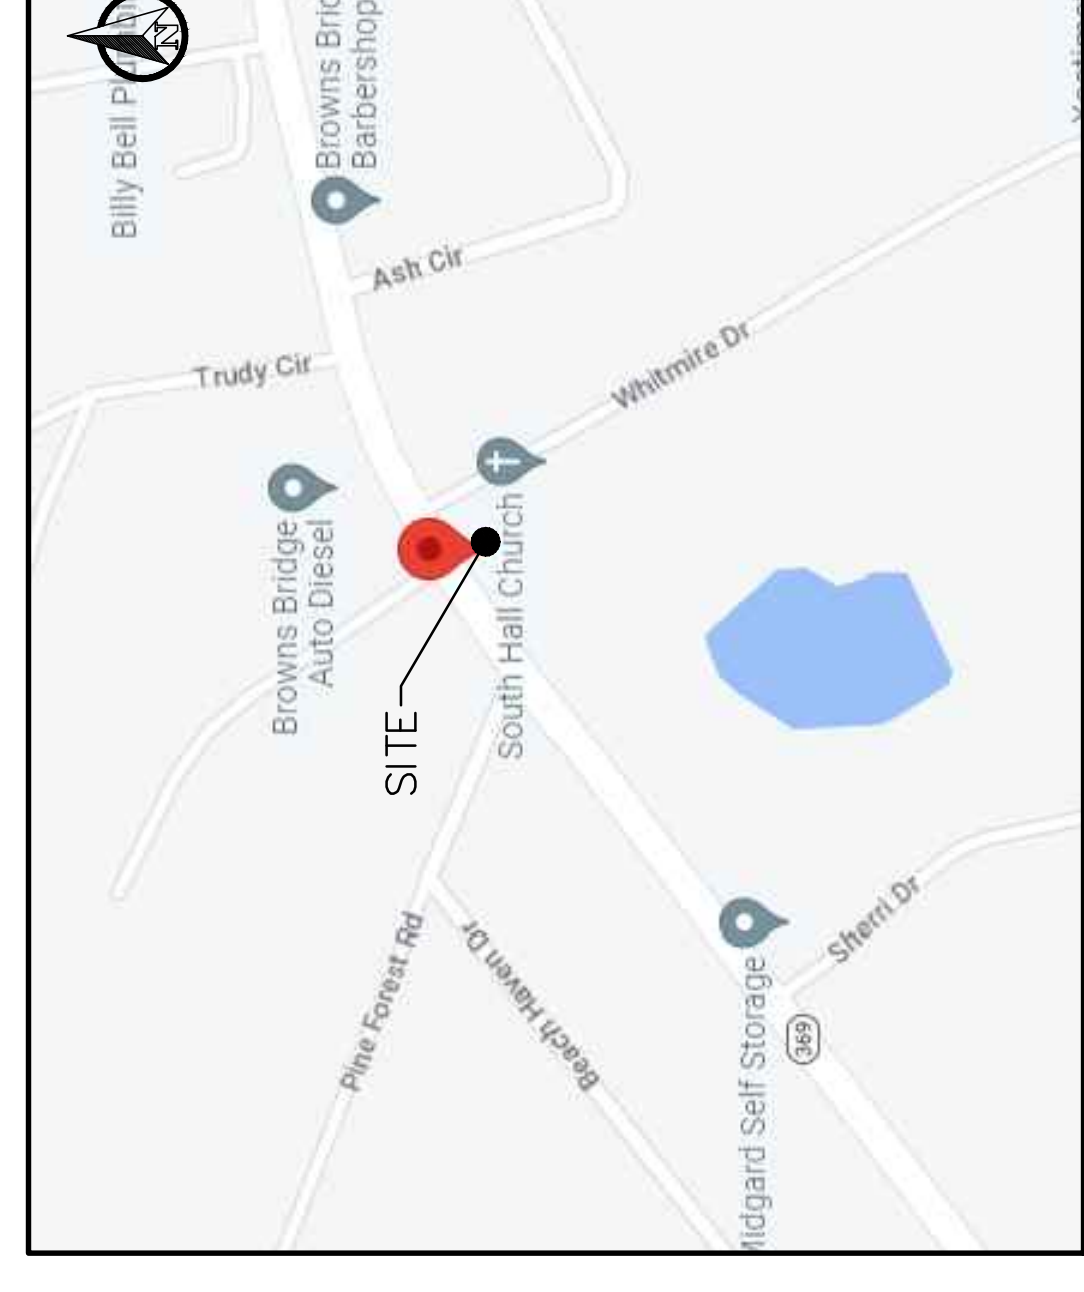 N
Billy Bell
Trudy Cir
Browns Bridge
Auto Diesel
Browns
Barbershop
SITE
Ash Cir
Pine Forest Rd
South Hall Church
Beach Haven Dr
Whitmire Dr
Midgard Self Storage
369
Sherri Dr